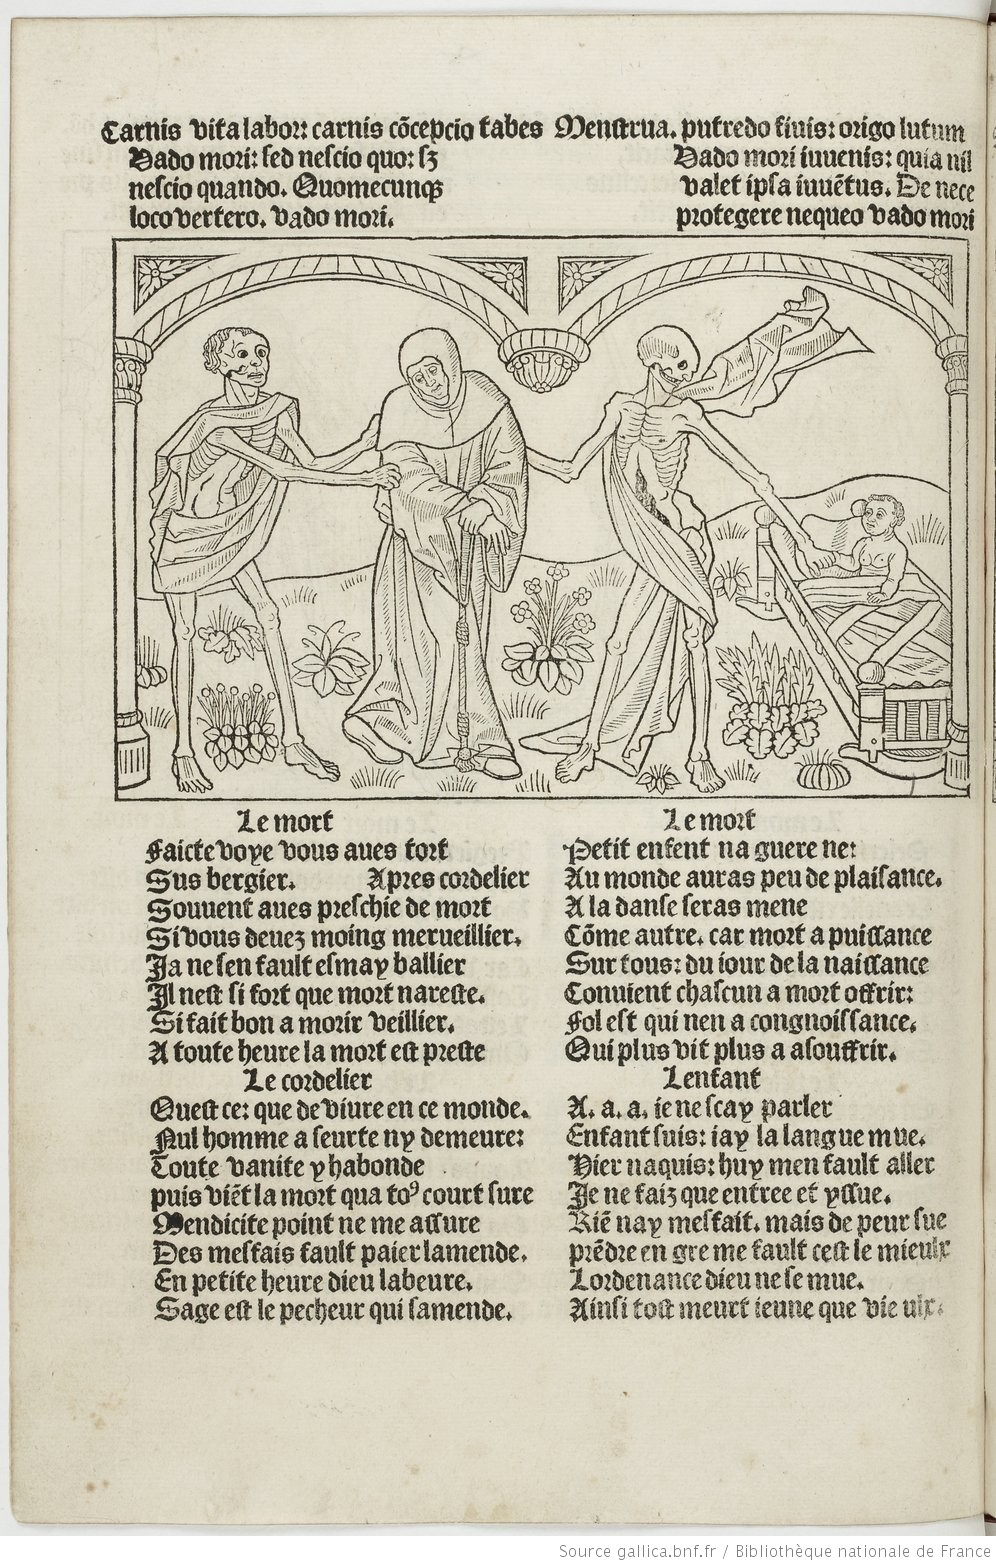 Carnis vita labor: carnis cõcepcio tabes Menstrua. putredo finis: origo lutum
Vado mori: sed nescio quo: sz
nescio quando. Quomecunqꝫ
loco vertero. vado mori.
Vado mori iuuenis: quia nil
valet ipsa iuuẽtus. De nece
protegere nequeo vado mori
Le mort
Faicte voye vous aues tort
Sus bergier. Apres cordelier
Souuent aues preschie de mort
Si vous deuez moing merueillier.
Ja ne sen fault esmay ballier
Il nest si fort que mort nareste.
Si fait bon a morir veillier.
A toute heure la mort est preste
Le cordelier
Quest ce: que de viure en ce monde.
Nul homme a seurte ny demeure:
Toute vanite y habonde
puis viẽt la mort qua toꝰ court sure
Mendicite point ne me assure
Des mesfais fault paier lamende.
En petite heure dieu labeure.
Sage est le pecheur qui samende.
Le mort
Petit enfent na guere ne:
Au monde auras peu de plaisance.
A la danse seras mene
Cõme autre. car mort a puissance
Sur tous: du iour de la naissance
Conuient chascun a mort offrir:
Fol est qui nen a congnoissance.
Qui plus vit plus a asouffrir.
Lenfant
A. a. a. ie ne scay parler
Enfant suis: iay la langue mue.
Hier naquis: huy men fault aller
Je ne faiz que entree et yssue.
Riẽ nay mesfait. mais de peur sue
prẽdre en gre me fault cest le mieulx
Lordenance dieu ne se mue.
Ainsi tost meurt ieune que vie ulx.
Source gallica.bnf.fr / Bibliothèque nationale de France